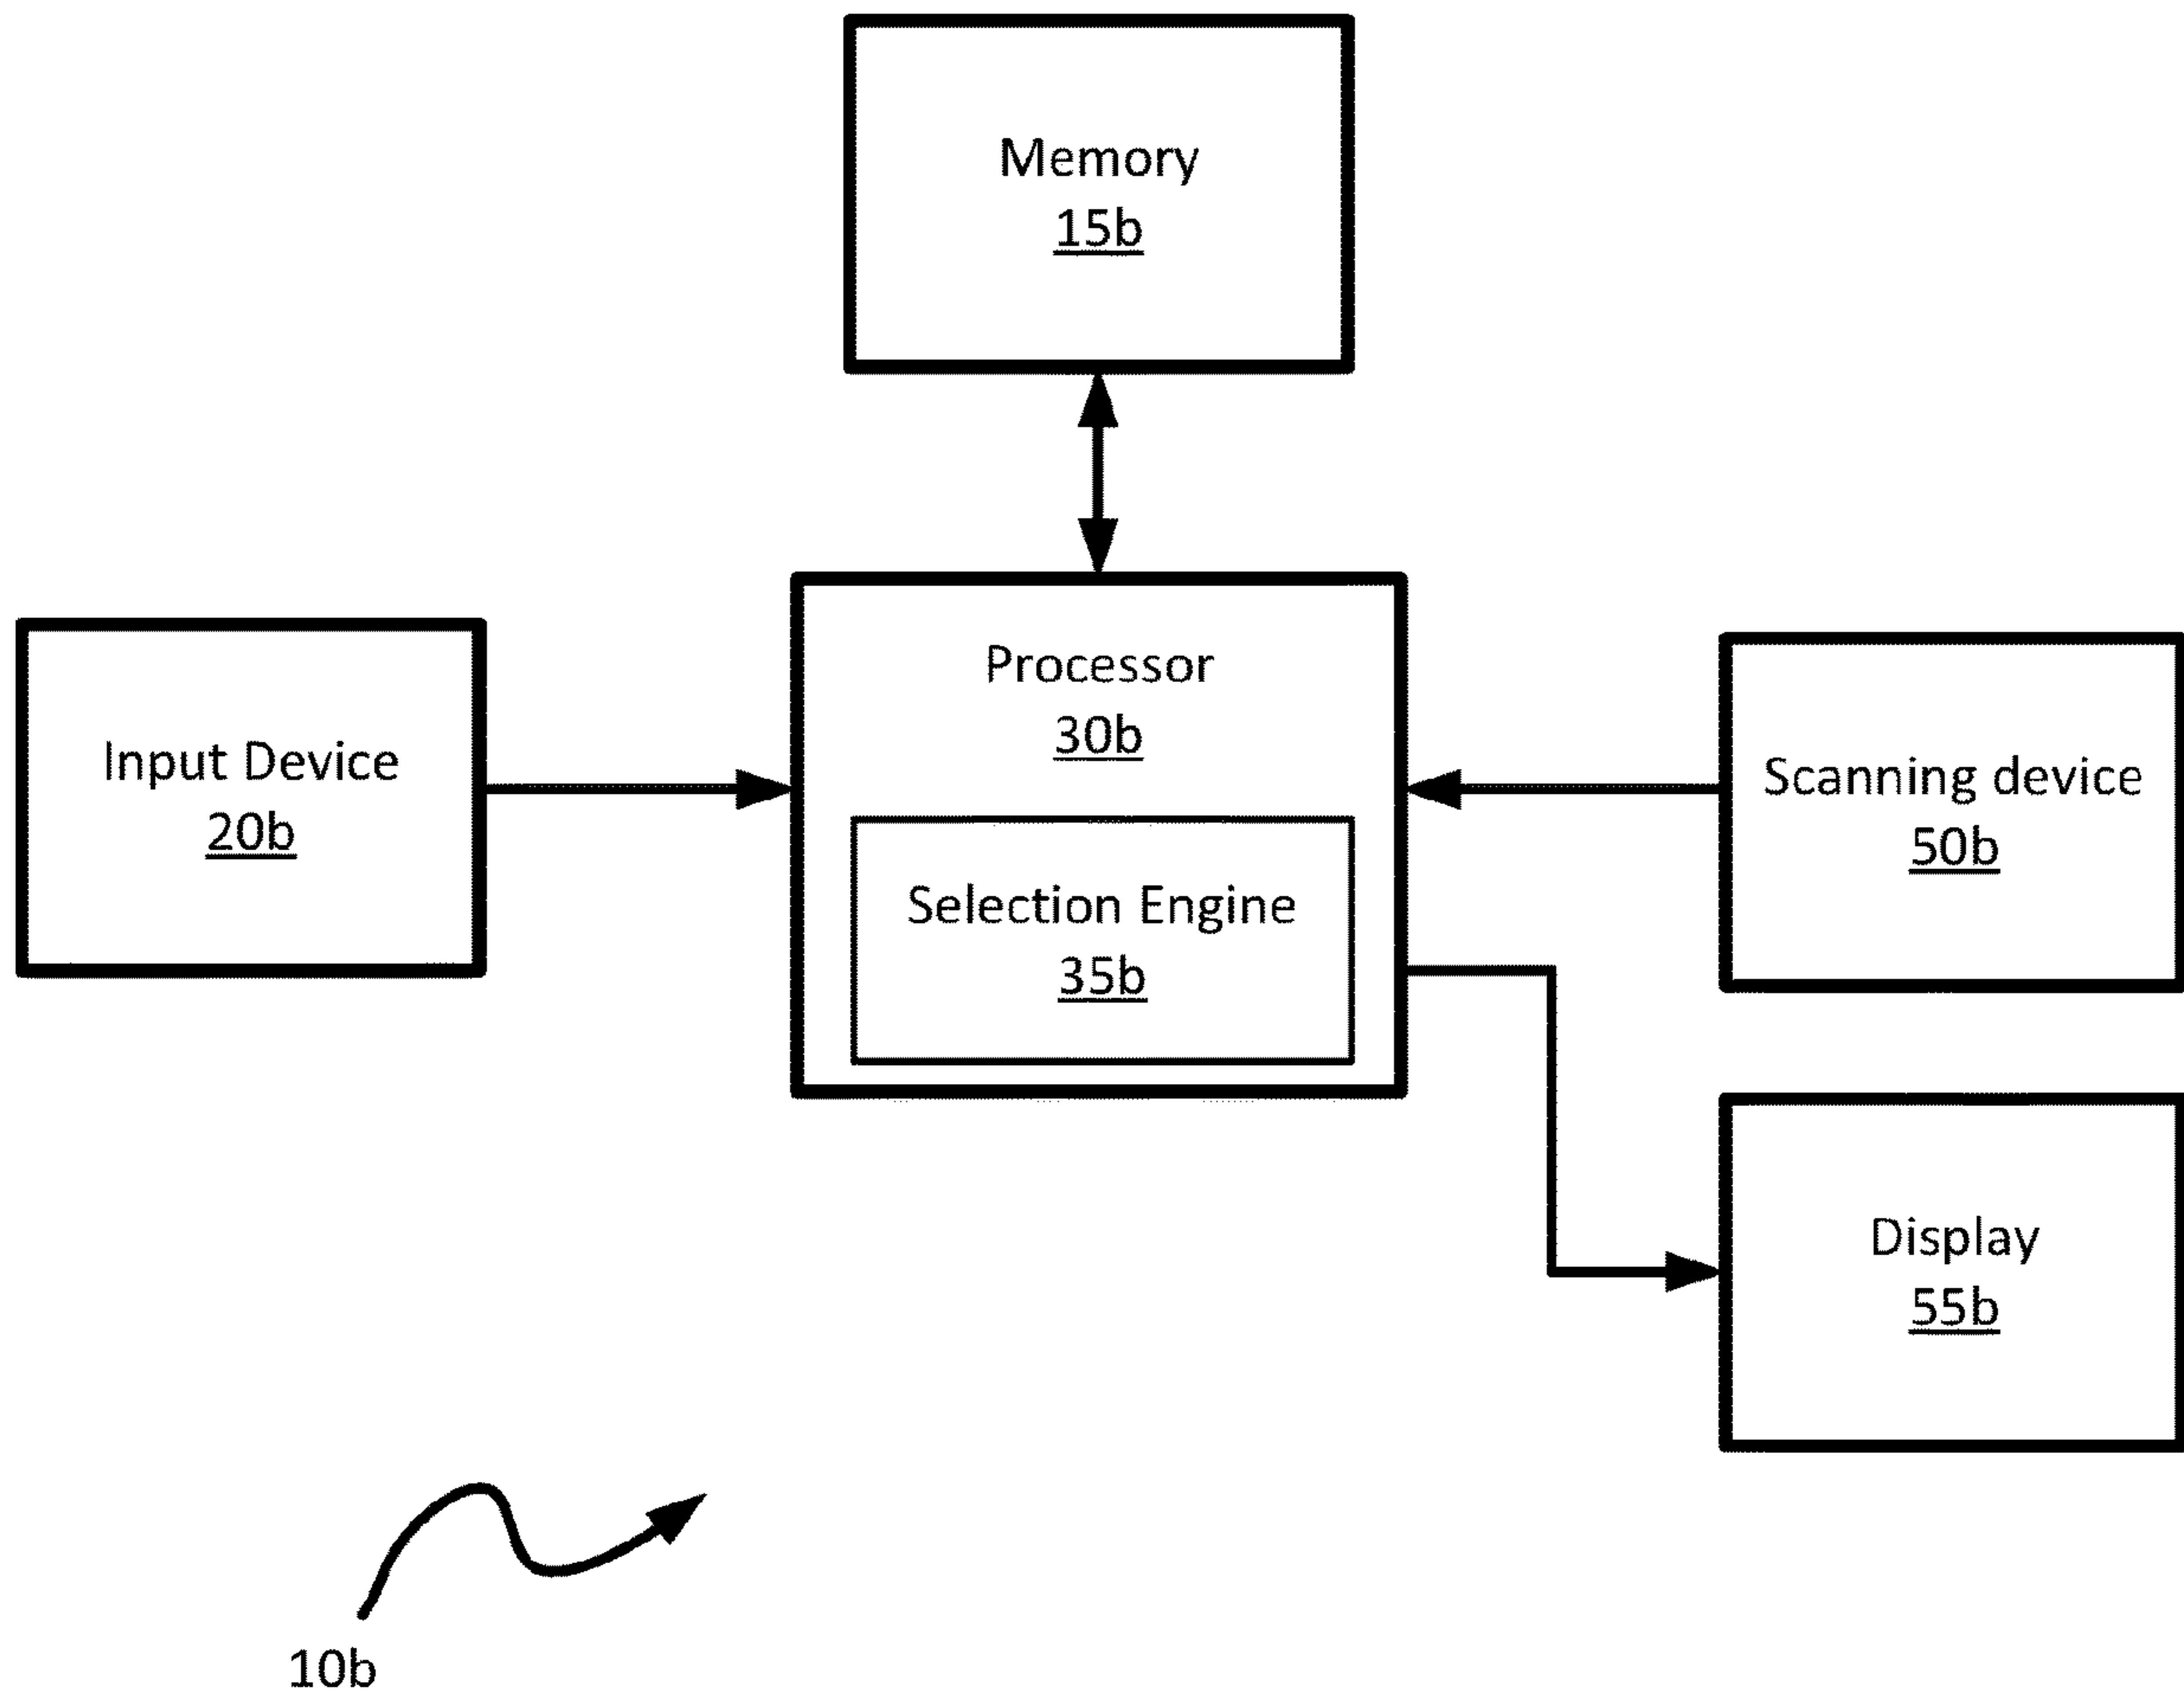 Memory
15b
Processor
30b
Input Device
20b
Scanning device
50b
Selection Engine
35b
Display
55b
10b